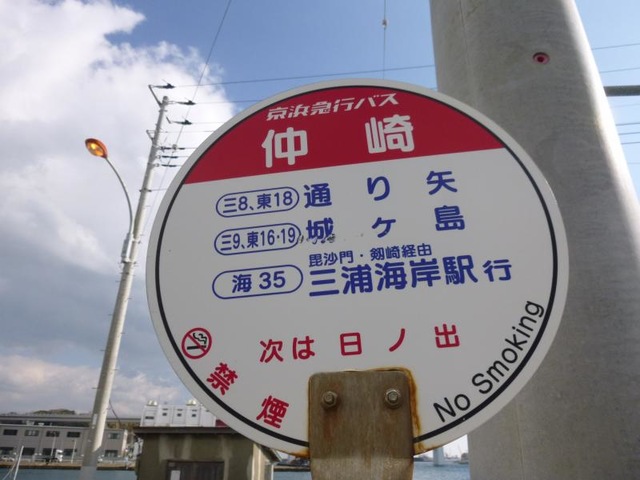 京浜急行バス
仲崎
三8、東18 通り矢
三9、東16・19 城ヶ島
毘沙門・剱崎経由
海35 三浦海岸駅行
次は日ノ出
禁煙
No Smoking